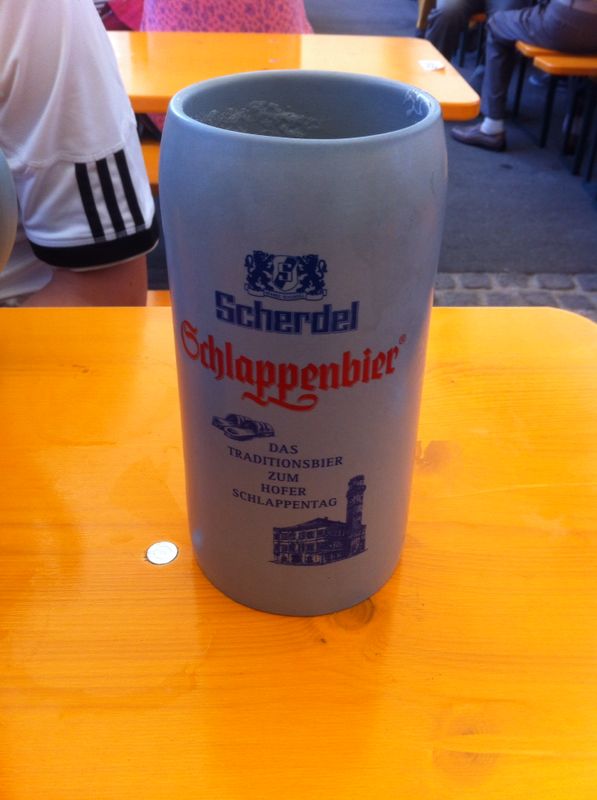 Scherdel
Schlappenbier®
DAS
TRADITIONSBIER
ZUM
HOFER
SCHLAPPENTAG